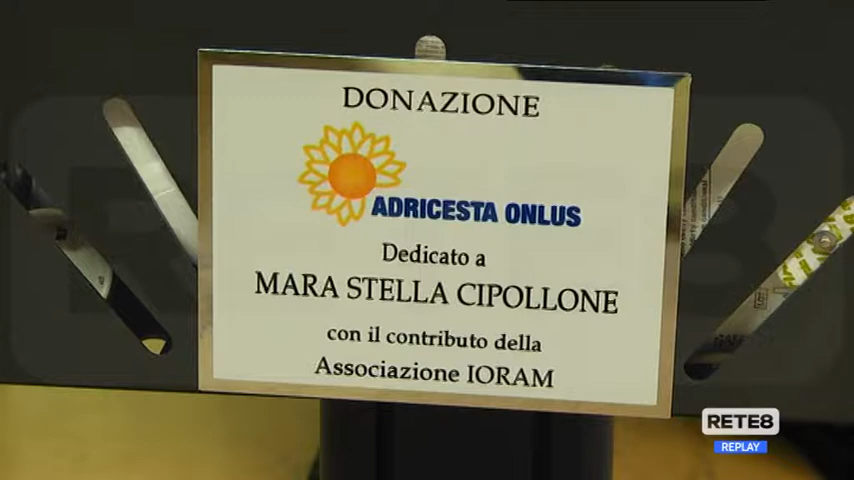 DONAZIONE
ADRICESTA ONLUS
Dedicato a
MARA STELLA CIPOLLONE
con il contributo della
Associazione IORAM
RETE8
REPLAY